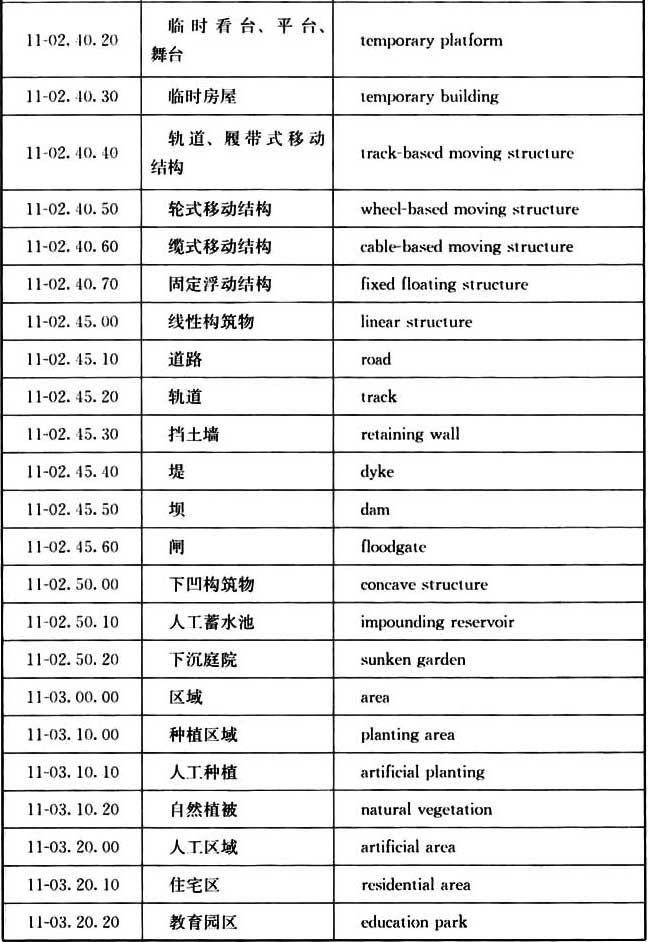 11-02.40.20 临时看台、平台、 temporary platform
舞台
11-02.40.30 临时房屋 temporary building
11-02.40.40 轨道、履带式移动 track-based moving structure
结构
11-02.40.50 轮式移动结构 wheel-based moving structure
11-02.40.60 缆式移动结构 cable-based moving structure
11-02.40.70 固定浮动结构 fixed floating structure
11-02.45.00 线性构筑物 linear structure
11-02.45.10 道路 road
11-02.45.20 轨道 track
11-02.45.30 挡土墙 retaining wall
11-02.45.40 堤 dyke
11-02.45.50 坝 dam
11-02.45.60 闸 floodgate
11-02.50.00 下凹构筑物 concave structure
11-02.50.10 人工蓄水池 impounding reservoir
11-02.50.20 下沉庭院 sunken garden
11-03.00.00 区域 area
11-03.10.00 种植区域 planting area
11-03.10.10 人工种植 artificial planting
11-03.10.20 自然植被 natural vegetation
11-03.20.00 人工区域 artificial area
11-03.20.10 住宅区 residential area
11-03.20.20 教育园区 education park